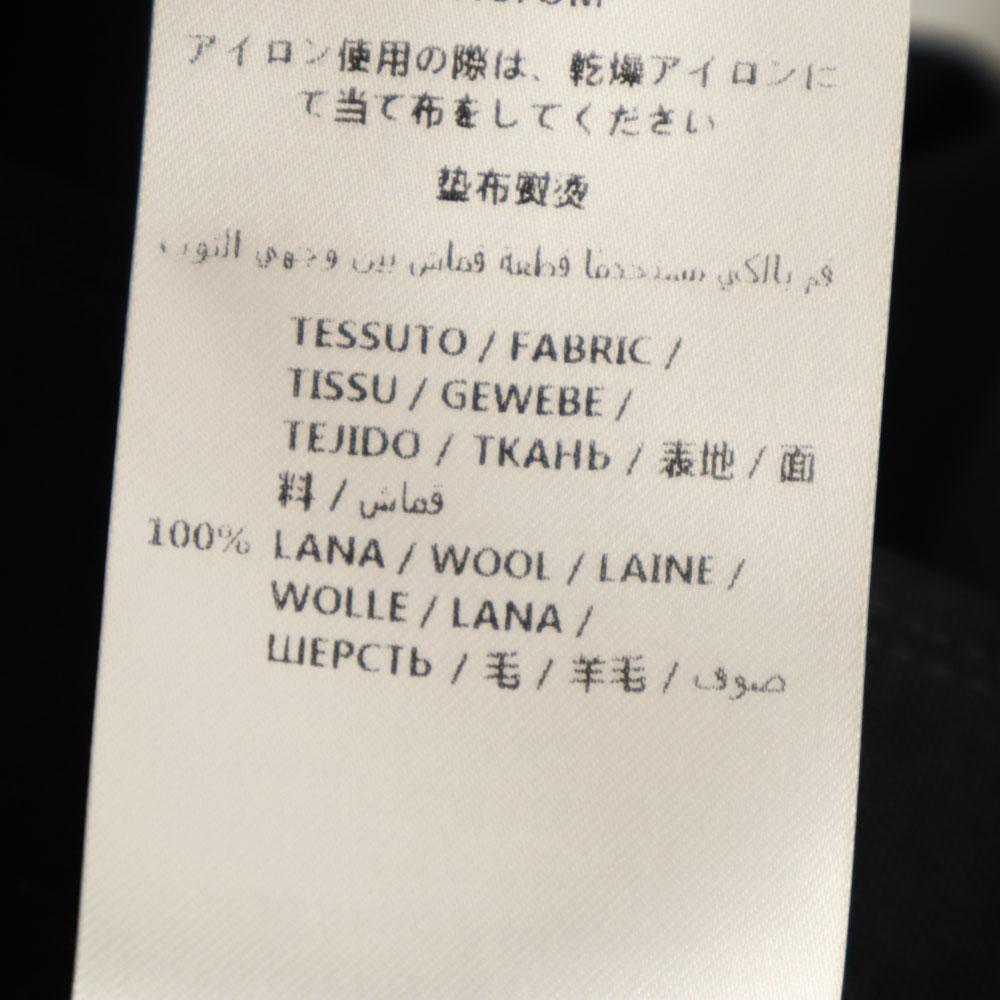 アイロン使用の際は、乾燥アイロンに
て当て布をしてください
垫布熨烫
قم بالكي مستخدما قطعة قماش بين وجهي الثوب
TESSUTO / FABRIC /
TISSU / GEWEBE /
TEJIDO / ТКАНЬ / 表地 / 面
料 / قماش
100% LANA / WOOL / LAINE /
WOLLE / LANA /
ШЕРСТЬ / 毛 / 羊毛 / صوف